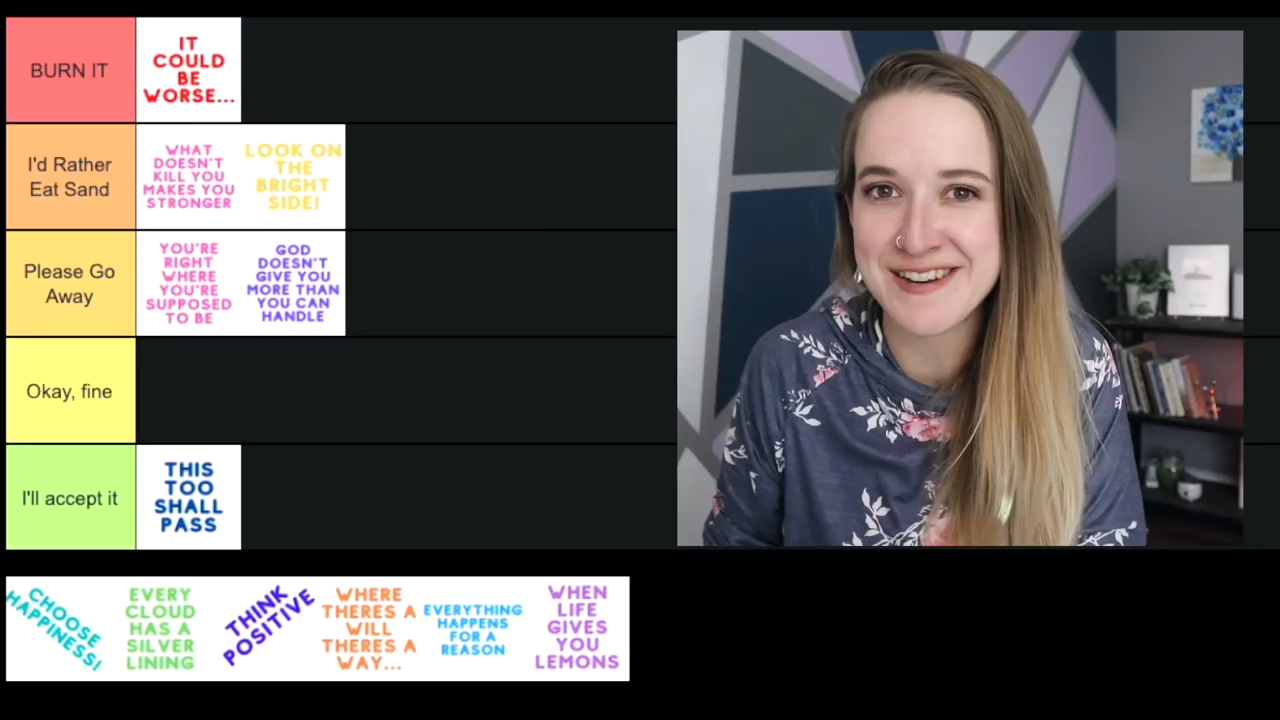 BURN IT
IT
COULD
BE
WORSE...
I'd Rather
Eat Sand
WHAT
DOESN'T
KILL YOU
MAKES YOU
STRONGER
LOOK ON
THE
BRIGHT
SIDE!
Please Go
Away
YOU'RE
RIGHT
WHERE
YOU'RE
SUPPOSED
TO BE
GOD
DOESN'T
GIVE YOU
MORE THAN
YOU CAN
HANDLE
Okay, fine
I'll accept it
THIS
TOO
SHALL
PASS
CHOOSE
HAPPINESS!
EVERY
CLOUD
HAS A
SILVER
LINING
THINK
POSITIVE
WHERE
THERES A
WILL
THERES A
WAY...
EVERYTHING
HAPPENS
FOR A
REASON
WHEN
LIFE
GIVES
YOU
LEMONS